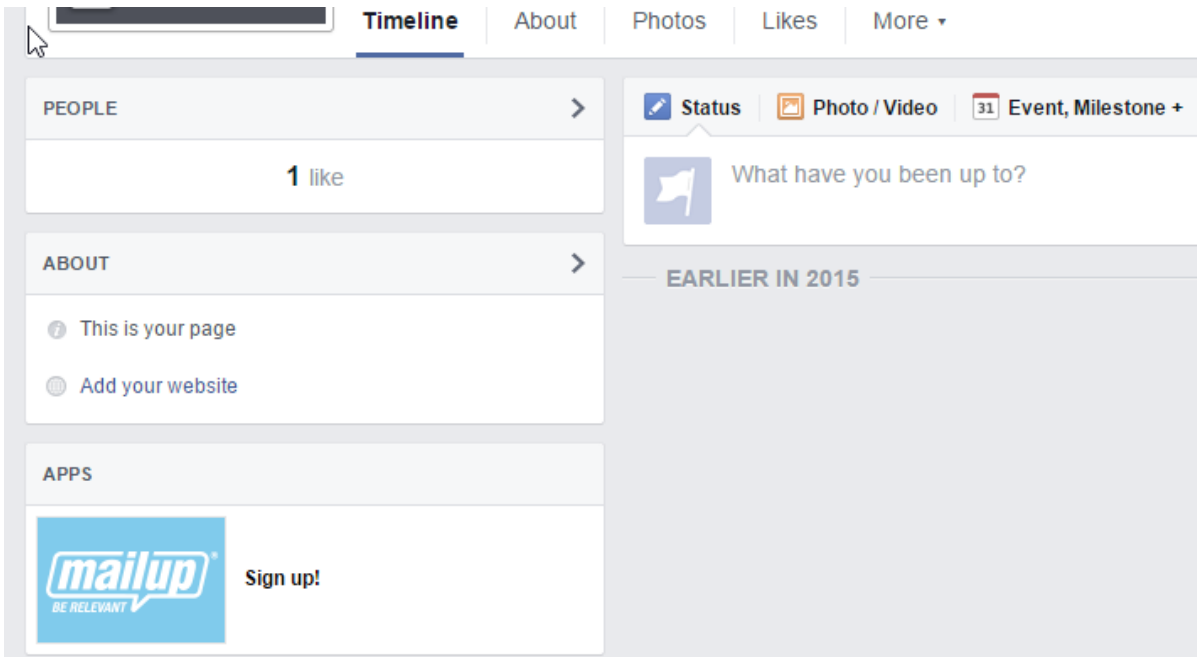 Timeline About Photos Likes More
PEOPLE
1 like
ABOUT
This is your page
Add your website
APPS
mailup®
BE RELEVANT
Sign up!
Status Photo / Video 31 Event, Milestone +
What have you been up to?
EARLIER IN 2015